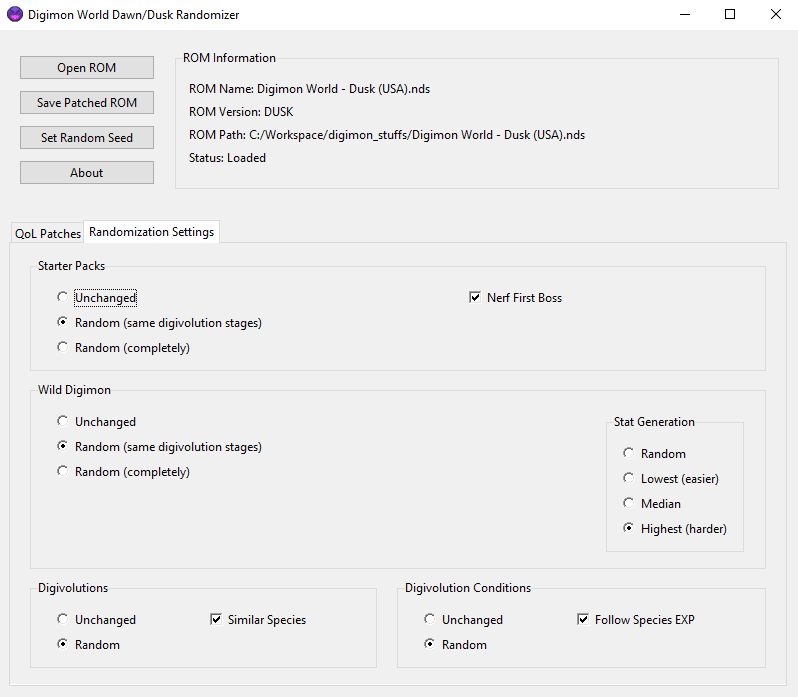 Digimon World Dawn/Dusk Randomizer
Open ROM
Save Patched ROM
Set Random Seed
About
ROM Information
ROM Name: Digimon World - Dusk (USA).nds
ROM Version: DUSK
ROM Path: C:/Workspace/digimon_stuffs/Digimon World - Dusk (USA).nds
Status: Loaded
QoL Patches
Randomization Settings
Starter Packs
Unchanged
Random (same digivolution stages)
Random (completely)
Nerf First Boss
Wild Digimon
Unchanged
Random (same digivolution stages)
Random (completely)
Stat Generation
Random
Lowest (easier)
Median
Highest (harder)
Digivolutions
Unchanged
Random
Similar Species
Digivolution Conditions
Unchanged
Random
Follow Species EXP